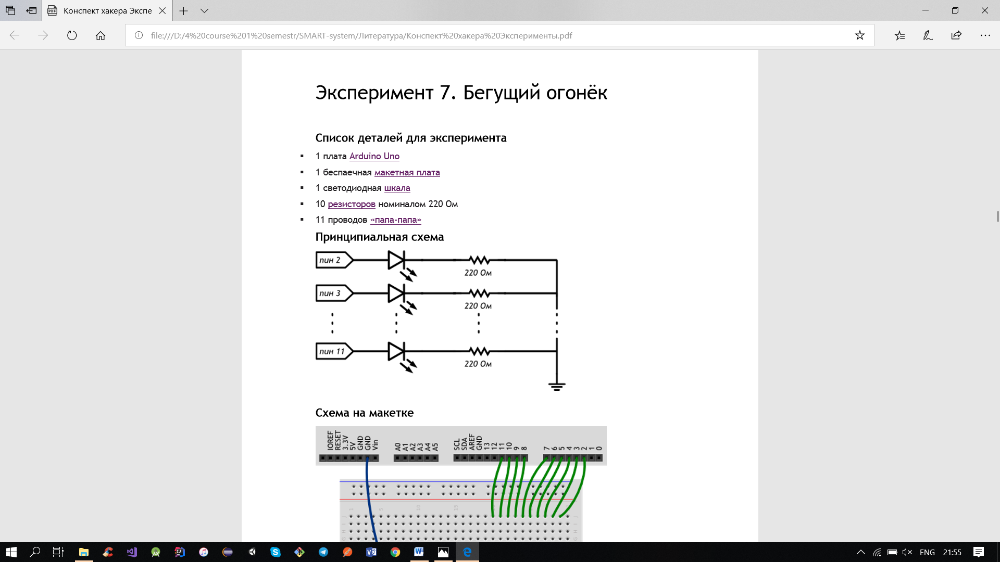 Конспект хакера Экспе
file:///D:/4%20course%201%20semestr/SMART-system/Литература/Конспект%20хакера%20Эксперименты.pdf
Эксперимент 7. Бегущий огонёк
Список деталей для эксперимента
▪ 1 плата Arduino Uno
▪ 1 беспаечная макетная плата
▪ 1 светодиодная шкала
▪ 10 резисторов номиналом 220 Ом
▪ 11 проводов «папа-папа»
Принципиальная схема
пин 2
220 Ом
пин 3
220 Ом
пин 11
220 Ом
Схема на макетке
IOREF RESET 3.3V 5V GND GND Vin A0 A1 A2 A3 A4 A5 SCL SDA AREF GND 13 12 11 10 9 8 7 6 5 4 3 2 1 0
1 5 10 15
J J
I I
H H
G G
ENG 21:55